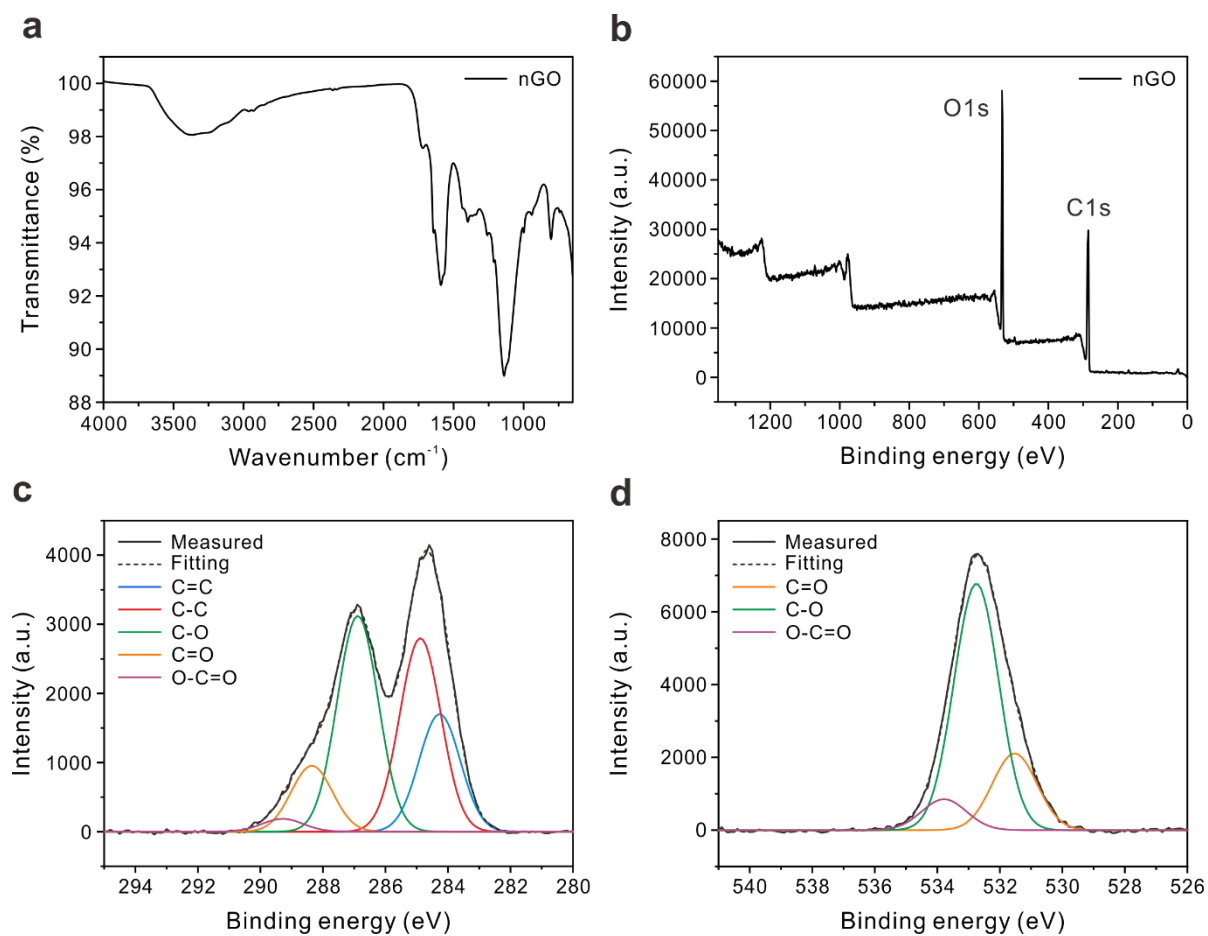 a
nGO
Transmittance (%)
100
98
96
94
92
90
88
4000 3500 3000 2500 2000 1500 1000
Wavenumber (cm-1)
b
nGO
O1s
C1s
Intensity (a.u.)
60000
50000
40000
30000
20000
10000
0
1200 1000 800 600 400 200 0
Binding energy (eV)
c
Measured
Fitting
C=C
C-C
C-O
C=O
O-C=O
Intensity (a.u.)
4000
3000
2000
1000
0
294 292 290 288 286 284 282 280
Binding energy (eV)
d
Measured
Fitting
C=O
C-O
O-C=O
Intensity (a.u.)
8000
6000
4000
2000
0
540 538 536 534 532 530 528 526
Binding energy (eV)